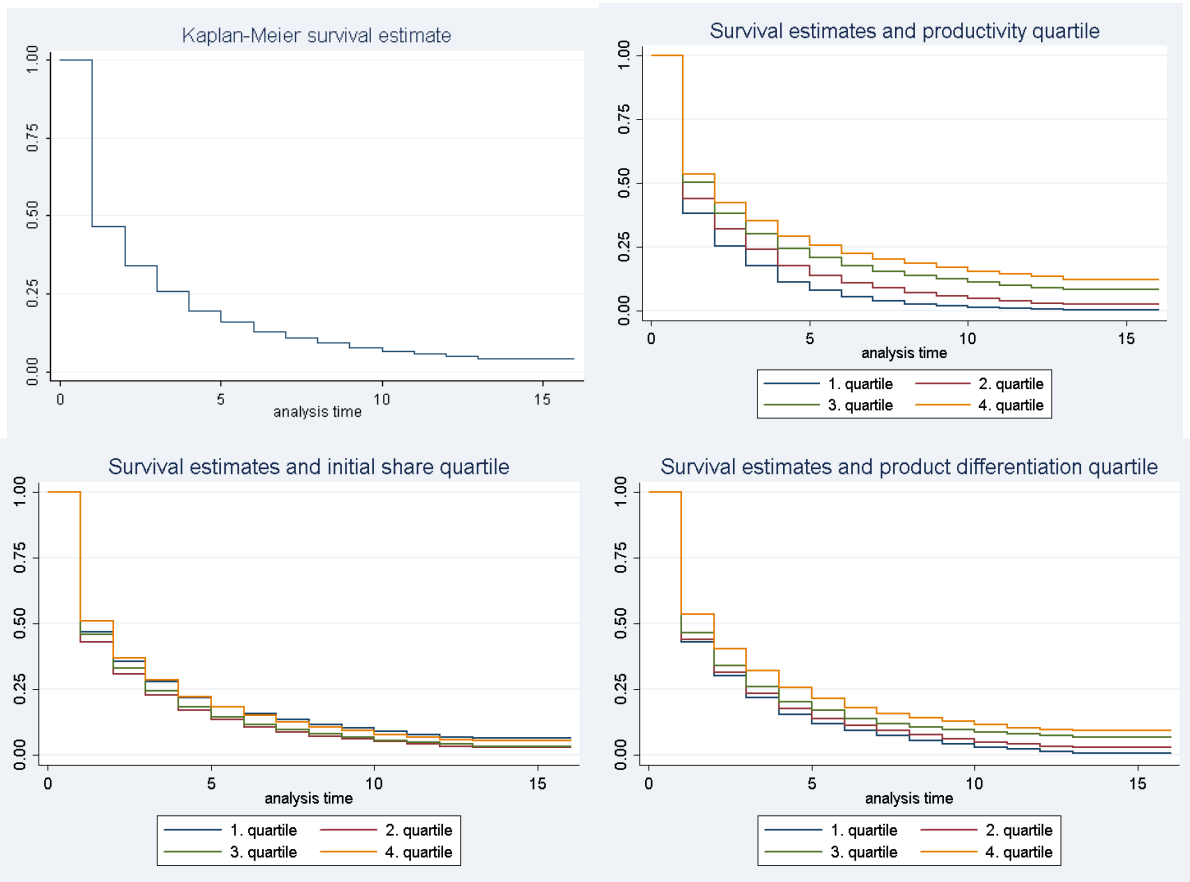 Kaplan-Meier survival estimate
1.00
0.75
0.50
0.25
0.00
0 5 10 15
analysis time
Survival estimates and productivity quartile
1.00
0.75
0.50
0.25
0.00
0 5 10 15
analysis time
1. quartile 2. quartile
3. quartile 4. quartile
Survival estimates and initial share quartile
1.00
0.75
0.50
0.25
0.00
0 5 10 15
analysis time
1. quartile 2. quartile
3. quartile 4. quartile
Survival estimates and product differentiation quartile
1.00
0.75
0.50
0.25
0.00
0 5 10 15
analysis time
1. quartile 2. quartile
3. quartile 4. quartile